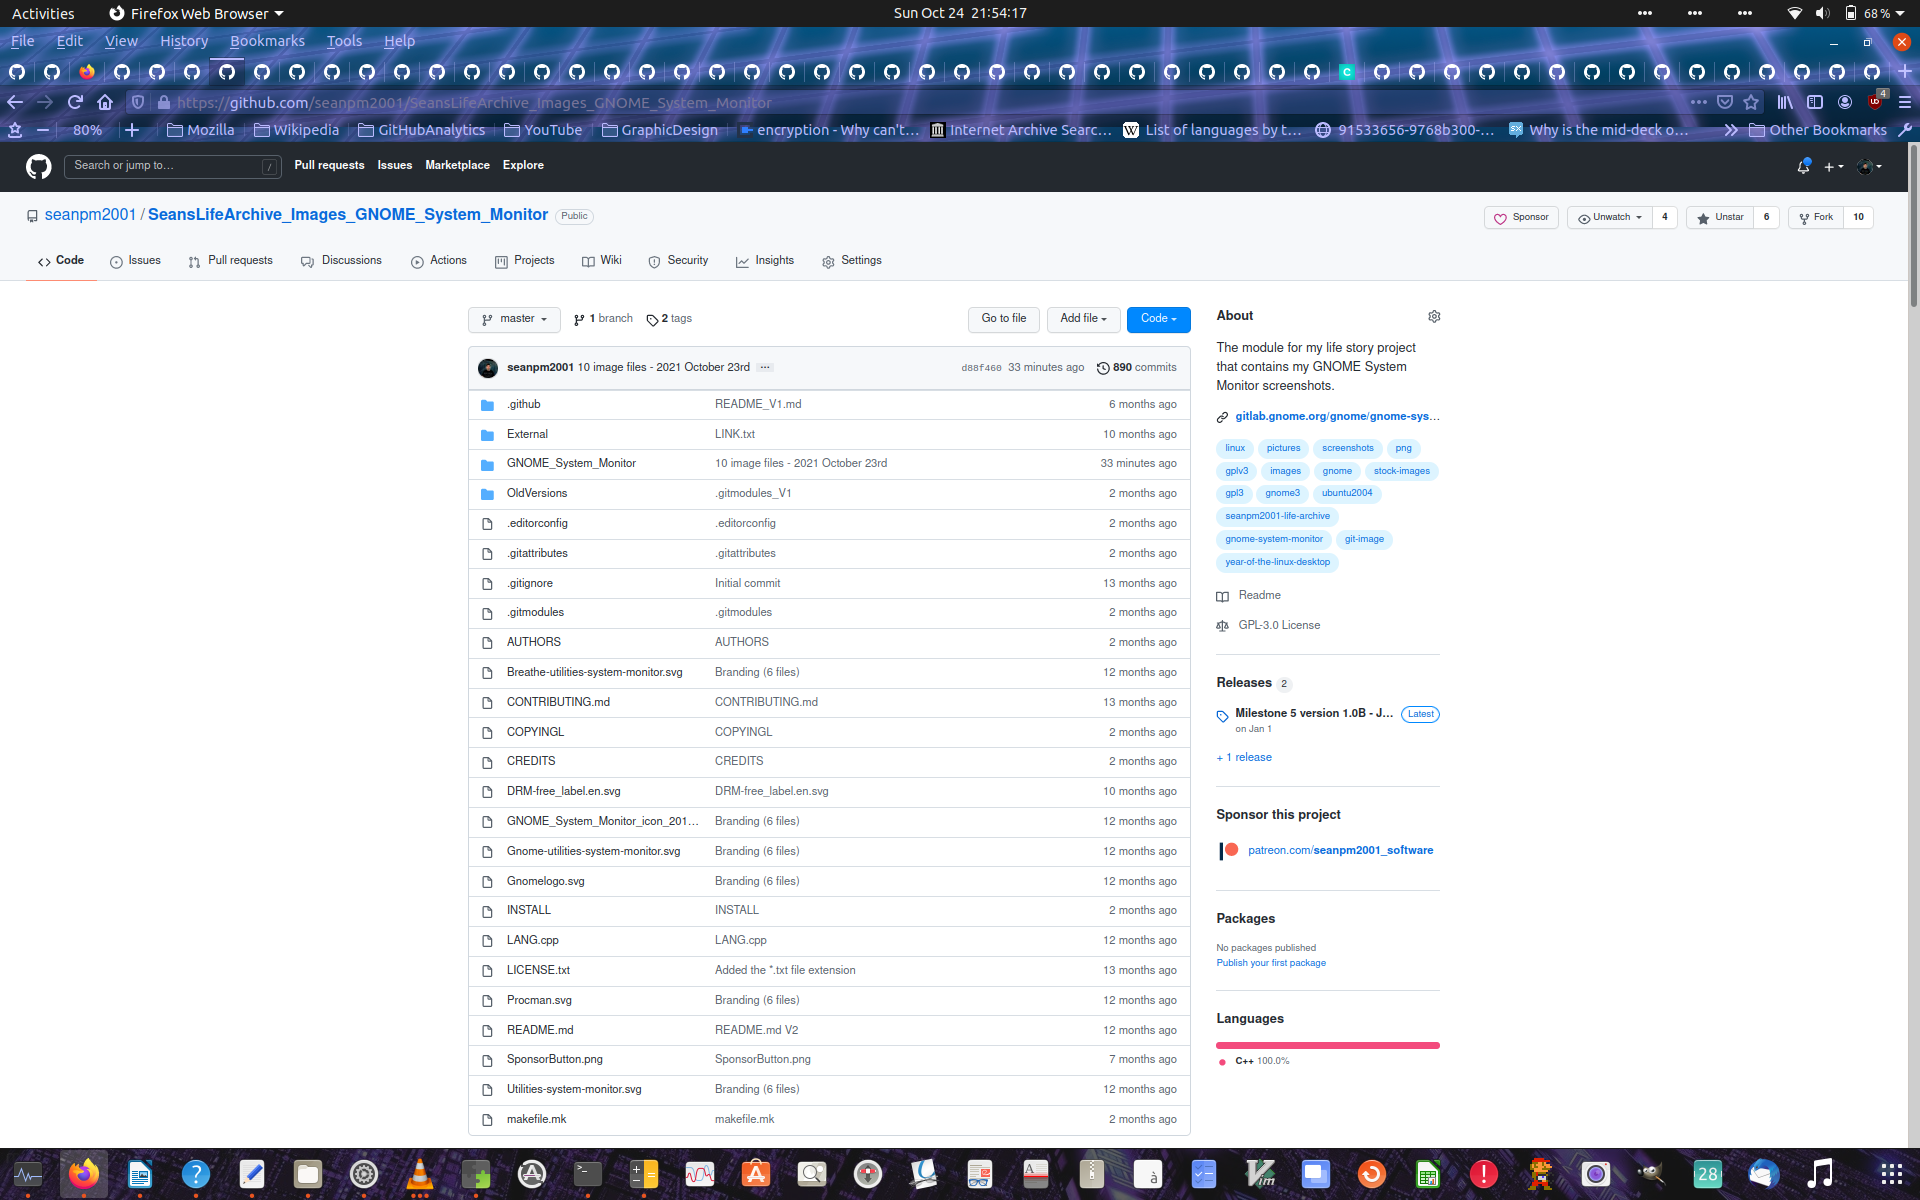 Activities Firefox Web Browser Sun Oct 24 21:54:17 68 %
File Edit View History Bookmarks Tools Help
https://github.com/seanpm2001/SeansLifeArchive_Images_GNOME_System_Monitor 4
80% Mozilla Wikipedia GitHubAnalytics YouTube GraphicDesign encryption - Why can't… Internet Archive Searc… List of languages by t… 91533656-9768b300-… Why is the mid-deck o… Other Bookmarks
Search or jump to… / Pull requests Issues Marketplace Explore
seanpm2001 / SeansLifeArchive_Images_GNOME_System_Monitor Public
Sponsor Unwatch 4 Unstar 6 Fork 10
Code Issues Pull requests Discussions Actions Projects Wiki Security Insights Settings
master 1 branch 2 tags Go to file Add file Code
seanpm2001 10 image files - 2021 October 23rd ... d88f460 33 minutes ago 890 commits
.github README_V1.md 6 months ago
External LINK.txt 10 months ago
GNOME_System_Monitor 10 image files - 2021 October 23rd 33 minutes ago
OldVersions .gitmodules_V1 2 months ago
.editorconfig .editorconfig 2 months ago
.gitattributes .gitattributes 2 months ago
.gitignore Initial commit 13 months ago
.gitmodules .gitmodules 2 months ago
AUTHORS AUTHORS 2 months ago
Breathe-utilities-system-monitor.svg Branding (6 files) 12 months ago
CONTRIBUTING.md CONTRIBUTING.md 13 months ago
COPYINGL COPYINGL 2 months ago
CREDITS CREDITS 2 months ago
DRM-free_label.en.svg DRM-free_label.en.svg 10 months ago
GNOME_System_Monitor_icon_201… Branding (6 files) 12 months ago
Gnome-utilities-system-monitor.svg Branding (6 files) 12 months ago
Gnomelogo.svg Branding (6 files) 12 months ago
INSTALL INSTALL 2 months ago
LANG.cpp LANG.cpp 12 months ago
LICENSE.txt Added the *.txt file extension 13 months ago
Procman.svg Branding (6 files) 12 months ago
README.md README.md V2 12 months ago
SponsorButton.png SponsorButton.png 7 months ago
Utilities-system-monitor.svg Branding (6 files) 12 months ago
makefile.mk makefile.mk 2 months ago
About
The module for my life story project
that contains my GNOME System
Monitor screenshots.
gitlab.gnome.org/gnome/gnome-sys…
linux pictures screenshots png
gplv3 images gnome stock-images
gpl3 gnome3 ubuntu2004
seanpm2001-life-archive
gnome-system-monitor git-image
year-of-the-linux-desktop
Readme
GPL-3.0 License
Releases 2
Milestone 5 version 1.0B - J… Latest
on Jan 1
+ 1 release
Sponsor this project
patreon.com/seanpm2001_software
Packages
No packages published
Publish your first package
Languages
C++ 100.0%
28